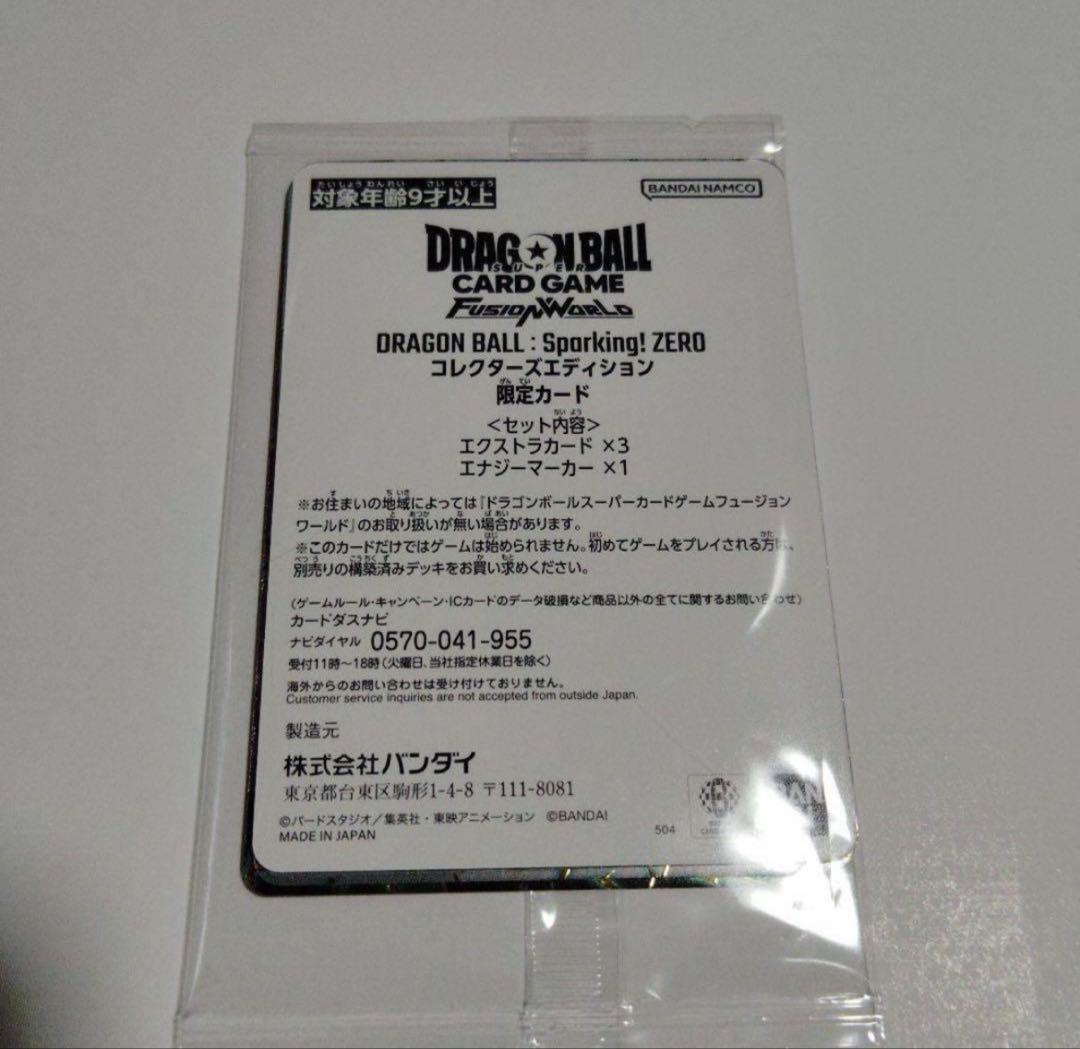 対象年齢9才以上
BANDAI NAMCO
DRAGON BALL
SUPER
CARD GAME
FUSION WORLD
DRAGON BALL : Sparking! ZERO
コレクターズエディション
限定カード
<セット内容>
エクストラカード ×3
エナジーマーカー ×1
※お住まいの地域によっては『ドラゴンボールスーパーカードゲームフュージョン
ワールド』のお取り扱いが無い場合があります。
※このカードだけではゲームは始められません。初めてゲームをプレイされる方は、
別売りの構築済みデッキをお買い求めください。
(ゲームルール・キャンペーン・ICカードのデータ破損など商品以外の全てに関するお問い合わせ)
カードダスナビ
ナビダイヤル 0570-041-955
受付11時〜18時(火曜日、当社指定休業日を除く)
海外からのお問い合わせは受け付けておりません。
Customer service inquiries are not accepted from outside Japan.
製造元
株式会社バンダイ
東京都台東区駒形1-4-8 〒111-8081
©バードスタジオ/集英社・東映アニメーション ©BANDAI
MADE IN JAPAN
504